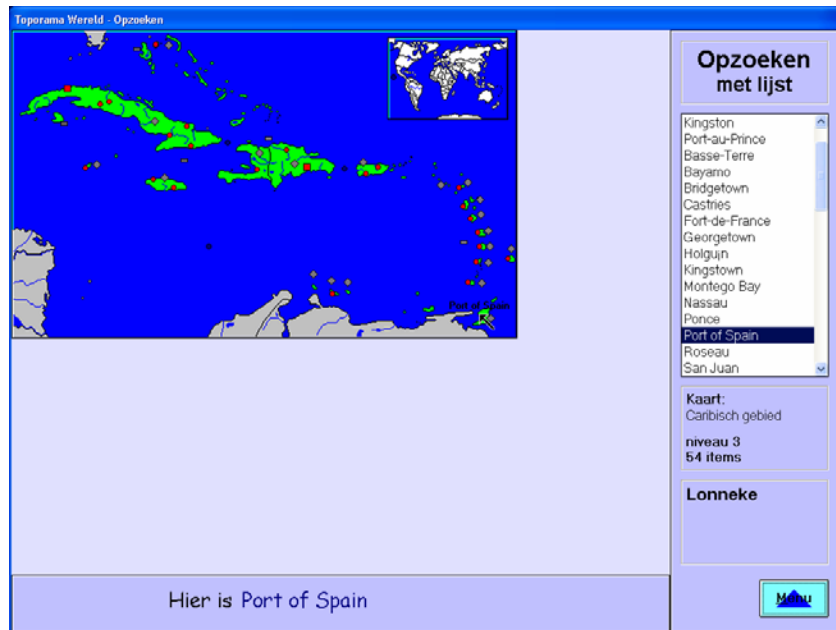 Toporama Wereld - Opzoeken
Port of Spain
Opzoeken
met lijst
Kingston
Port-au-Prince
Basse-Terre
Bayamo
Bridgetown
Castries
Fort-de-France
Georgetown
Holgujn
Kingstown
Montego Bay
Nassau
Ponce
Port of Spain
Roseau
San Juan
Kaart:
Caribisch gebied
niveau 3
54 items
Lonneke
Hier is Port of Spain
Menu